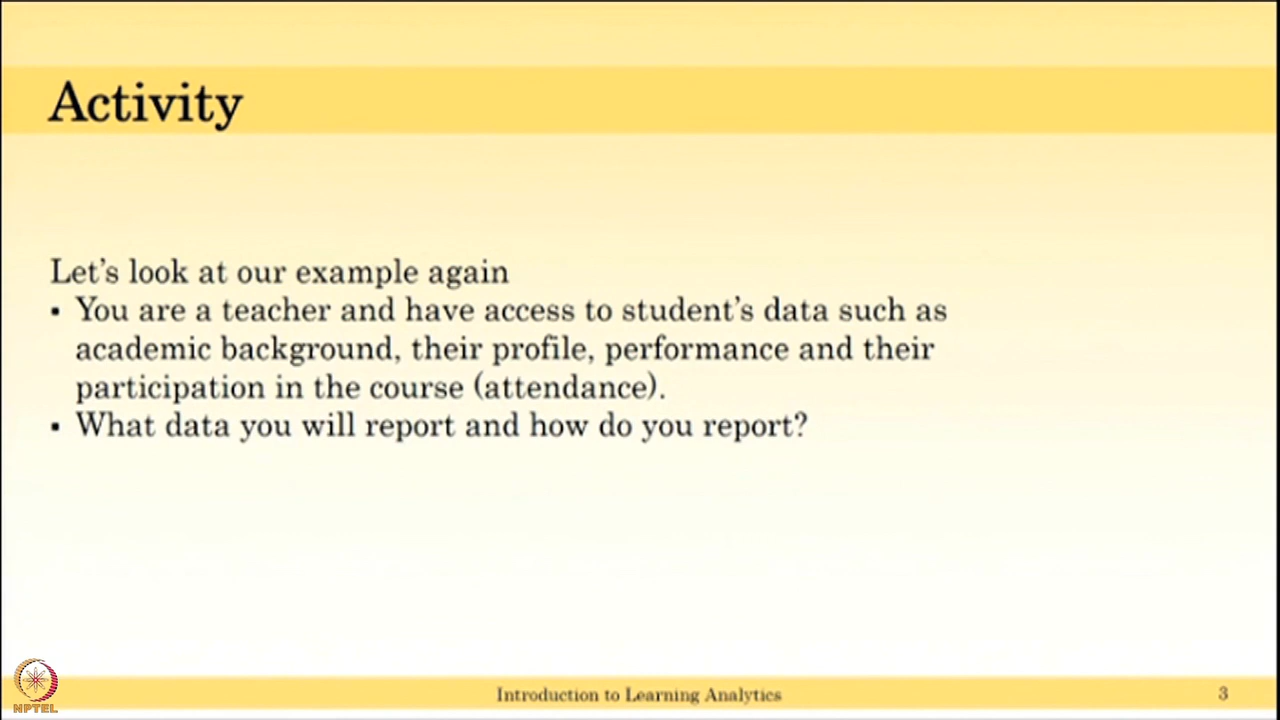 Activity
Let's look at our example again
▪ You are a teacher and have access to student's data such as
academic background, their profile, performance and their
participation in the course (attendance).
▪ What data you will report and how do you report?
NPTEL
Introduction to Learning Analytics
3